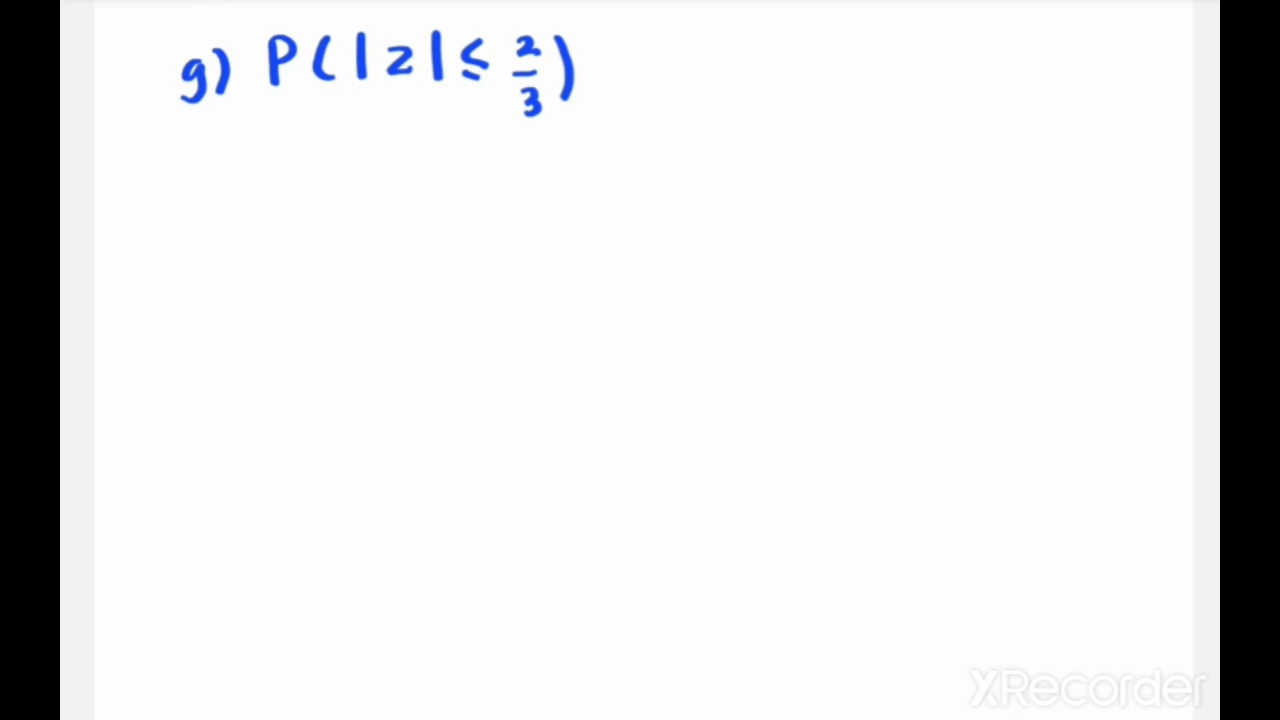 g) P(|z| ≤ 2/3)
XRecorder